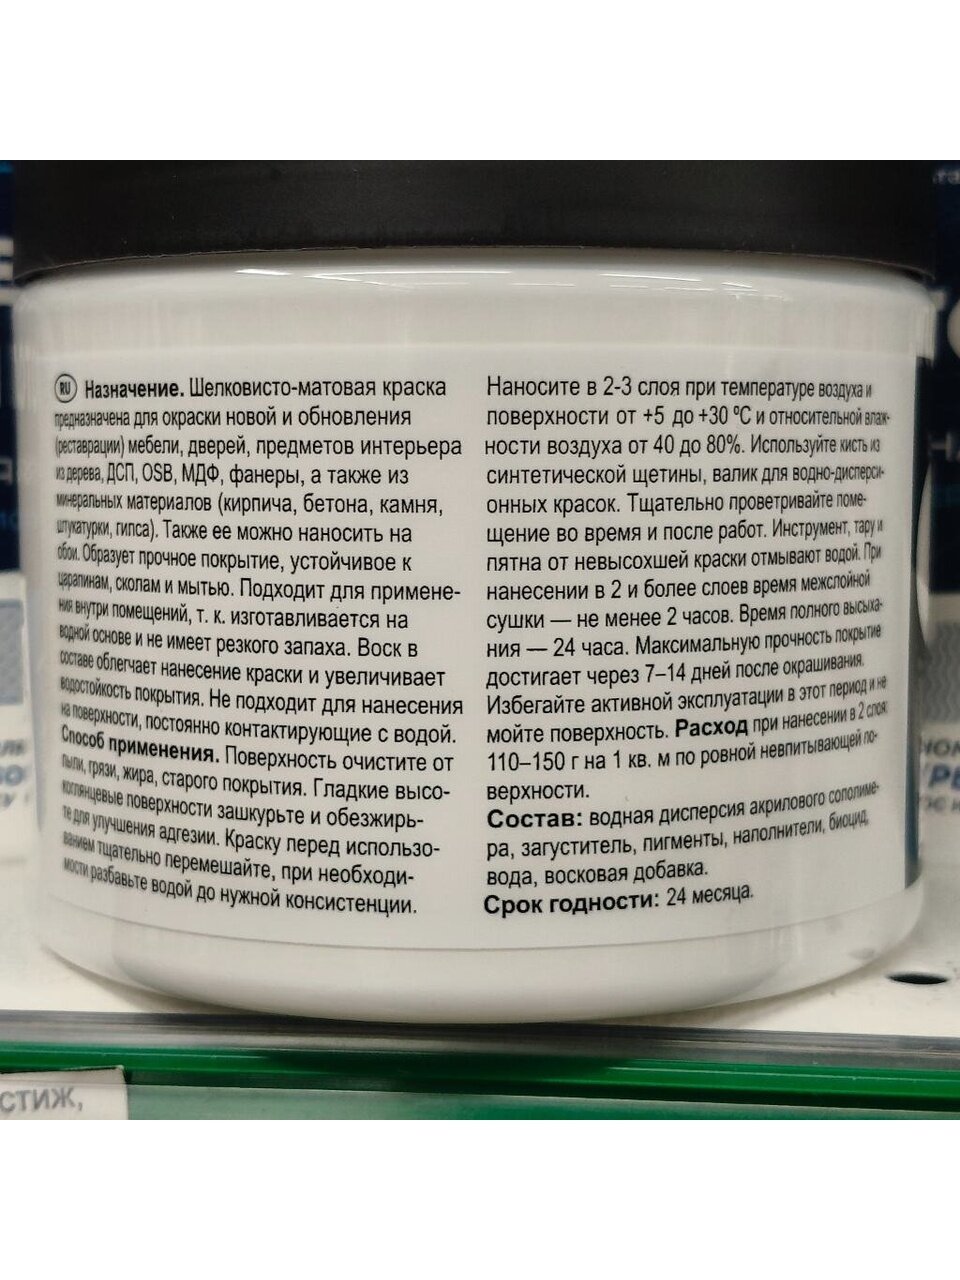 RU Назначение. Шелковисто-матовая краска
предназначена для окраски новой и обновления
(реставрации) мебели, дверей, предметов интерьера
из дерева, ДСП, OSB, МДФ, фанеры, а также из
минеральных материалов (кирпича, бетона, камня,
штукатурки, гипса). Также ее можно наносить на
обои. Образует прочное покрытие, устойчивое к
царапинам, сколам и мытью. Подходит для примене-
ния внутри помещений, т. к. изготавливается на
водной основе и не имеет резкого запаха. Воск в
составе облегчает нанесение краски и увеличивает
водостойкость покрытия. Не подходит для нанесения
на поверхности, постоянно контактирующие с водой.
Способ применения. Поверхность очистите от
пыли, грязи, жира, старого покрытия. Гладкие высо-
коглянцевые поверхности зашкурьте и обезжирь-
те для улучшения адгезии. Краску перед использо-
ванием тщательно перемешайте, при необходи-
мости разбавьте водой до нужной консистенции.
Наносите в 2-3 слоя при температуре воздуха и
поверхности от +5 до +30 ºС и относительной влаж-
ности воздуха от 40 до 80%. Используйте кисть из
синтетической щетины, валик для водно-дисперси-
онных красок. Тщательно проветривайте поме-
щение во время и после работ. Инструмент, тару и
пятна от невысохшей краски отмывают водой. При
нанесении в 2 и более слоев время межслойной
сушки — не менее 2 часов. Время полного высыха-
ния — 24 часа. Максимальную прочность покрытие
достигает через 7–14 дней после окрашивания.
Избегайте активной эксплуатации в этот период и не
мойте поверхность. Расход при нанесении в 2 слоя:
110–150 г на 1 кв. м по ровной невпитывающей по-
верхности.
Состав: водная дисперсия акрилового сополиме-
ра, загуститель, пигменты, наполнители, биоцид,
вода, восковая добавка.
Срок годности: 24 месяца.
СТИЖ,